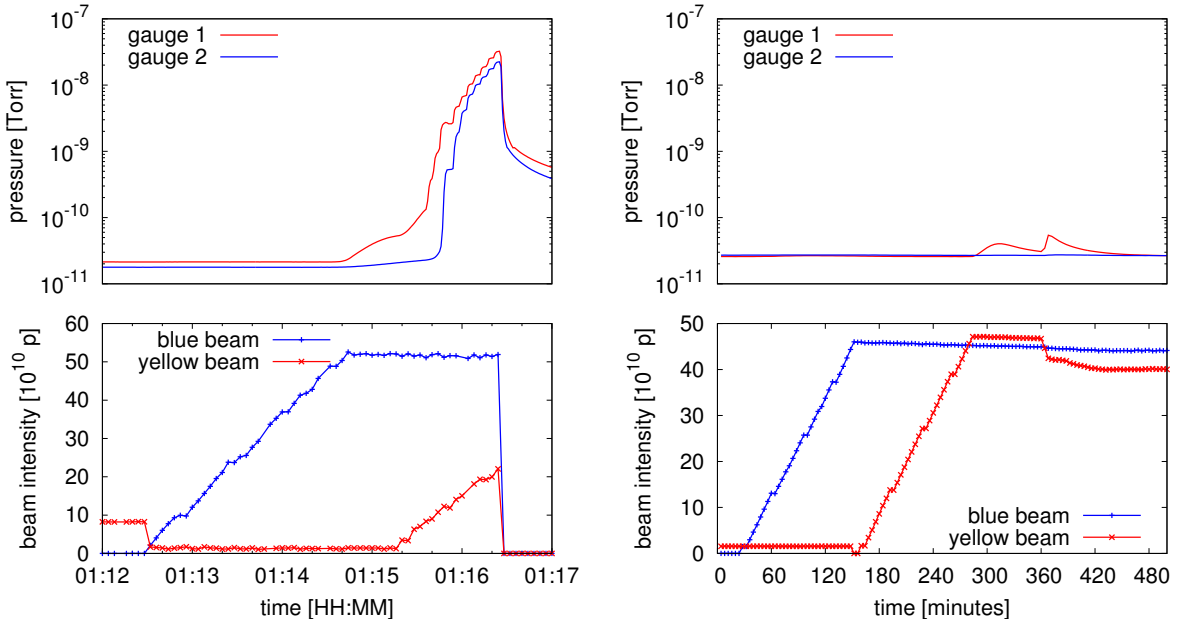 10^-7
10^-8
10^-9
10^-10
10^-11
pressure [Torr]
gauge 1
gauge 2
10^-7
10^-8
10^-9
10^-10
10^-11
pressure [Torr]
gauge 1
gauge 2
60
50
40
30
20
10
0
beam intensity [10^10 p]
blue beam
yellow beam
01:12 01:13 01:14 01:15 01:16 01:17
time [HH:MM]
50
40
30
20
10
0
beam intensity [10^10 p]
blue beam
yellow beam
0 60 120 180 240 300 360 420 480
time [minutes]